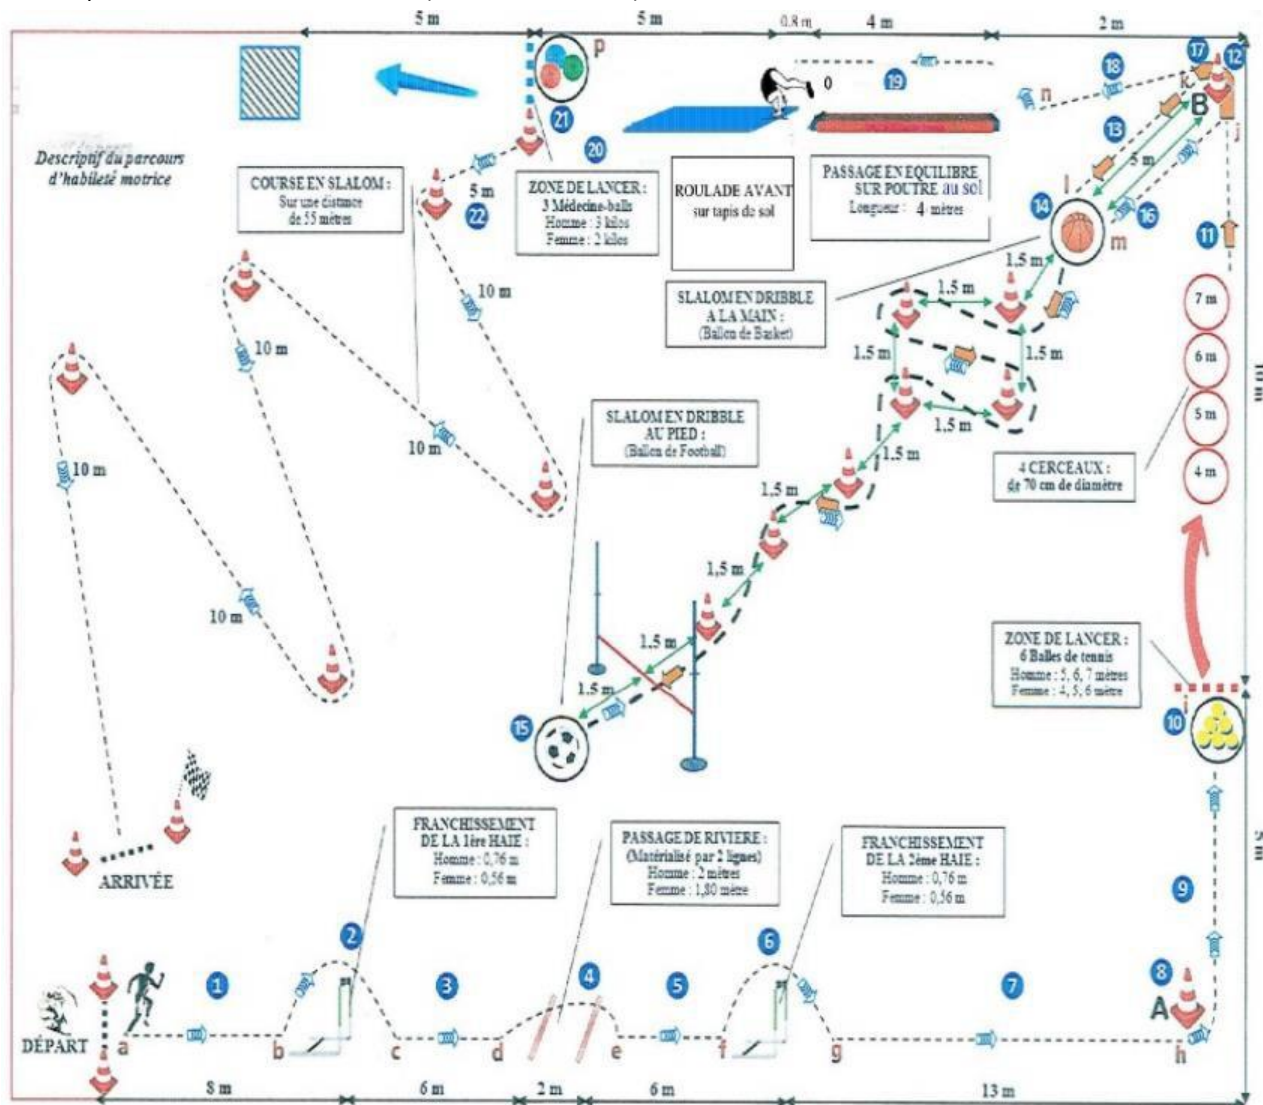 5 m
5 m
0.8 m
4 m
2 m
p
17
12
18
k
B
j
n
19
0
13
21
20
Descriptif du parcours
d'habileté motrice
COURSE EN SLALOM :
Sur une distance
de 55 mètres
5 m
22
ZONE DE LANCER :
3 Médecine-balls
Homme : 3 kilos
Femme : 2 kilos
ROULADE AVANT
sur tapis de sol
PASSAGE EN EQUILIBRE
SUR POUTRE au sol
Longueur : 4 mètres
5 m
l
14
16
m
11
1.5 m
10 m
SLALOM EN DRIBBLE
A LA MAIN :
(Ballon de Basket)
1.5 m
7 m
10 m
1.5 m
1.5 m
6 m
10 m
SLALOM EN DRIBBLE
AU PIED :
(Ballon de Football)
1.5 m
5 m
10 m
10 m
1.5 m
4 CERCEAUX :
de 70 cm de diamètre
4 m
1.5 m
1,5 m
10 m
1.5 m
1.5 m
ZONE DE LANCER :
6 Balles de tennis
Homme : 5, 6, 7 mètres
Femme : 4, 5, 6 mètre
i
15
10
5 m
FRANCHISSEMENT
DE LA 1ère HAIE :
Homme : 0,76 m
Femme : 0,56 m
PASSAGE DE RIVIERE :
(Matérialisé par 2 lignes)
Homme : 2 mètres
Femme : 1,80 mètre
FRANCHISSEMENT
DE LA 2ème HAIE :
Homme : 0,76 m
Femme : 0,56 m
ARRIVÉE
9
2
6
1
3
4
5
7
8
A
DÉPART
a
b
c
d
e
f
g
h
8 m
6 m
2 m
6 m
13 m